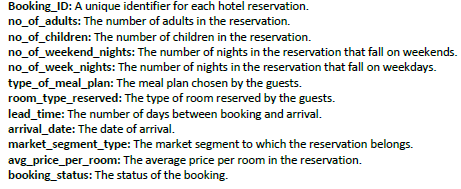 Booking_ID: A unique identifier for each hotel reservation.
no_of_adults: The number of adults in the reservation.
no_of_children: The number of children in the reservation.
no_of_weekend_nights: The number of nights in the reservation that fall on weekends.
no_of_week_nights: The number of nights in the reservation that fall on weekdays.
type_of_meal_plan: The meal plan chosen by the guests.
room_type_reserved: The type of room reserved by the guests.
lead_time: The number of days between booking and arrival.
arrival_date: The date of arrival.
market_segment_type: The market segment to which the reservation belongs.
avg_price_per_room: The average price per room in the reservation.
booking_status: The status of the booking.